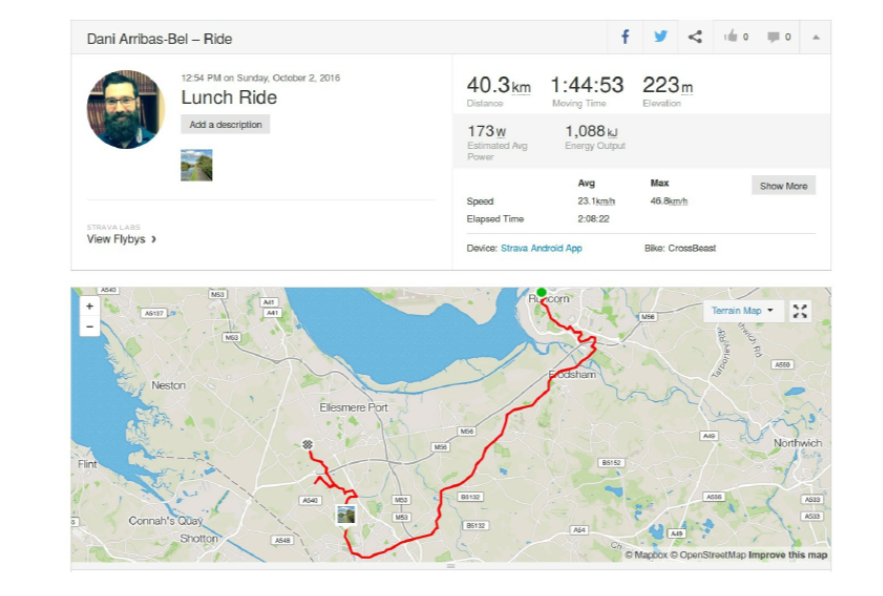 Dani Arribas-Bel – Ride
0
0
12:54 PM on Sunday, October 2, 2016
Lunch Ride
Add a description
STRAVA LABS
View Flybys ›
40.3km 1:44:53 223m
Distance Moving Time Elevation
173W 1,088kJ
Estimated Avg Power Energy Output
Avg Max
Show More
Speed 23.1km/h 46.8km/h
Elapsed Time 2:08:22
Device: Strava Android App Bike: CrossBeast
+
−
A540
M53
A41
A41
A5137
M53
Runcorn
M56
Terrain Map
Neston
Frodsham
A559
Ellesmere Port
M56
M56
A49
Northwich
Flint
B5152
A540
M53
B5132
A556
A533
M53
A533
Connah's Quay
B5132
Shotton
A548
A54
A49
© Mapbox © OpenStreetMap Improve this map